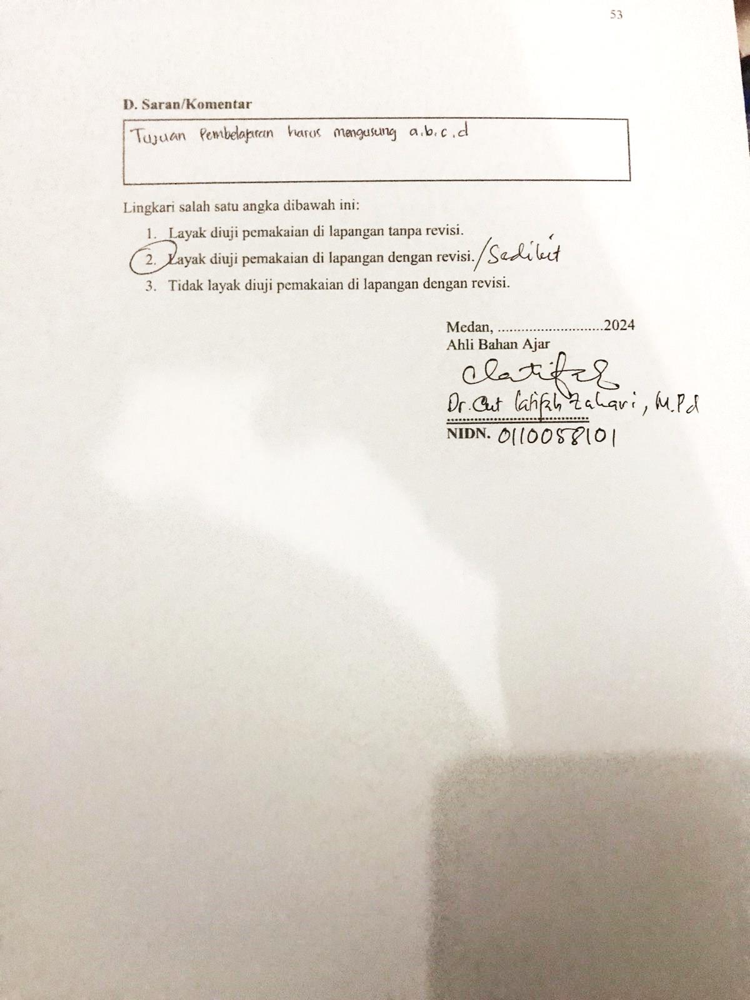 53
D. Saran/Komentar
Tujuan Pembelajaran harus mengusung a.b.c.d
Lingkari salah satu angka dibawah ini:
1. Layak diuji pemakaian di lapangan tanpa revisi.
2. Layak diuji pemakaian di lapangan dengan revisi./Sedikit
3. Tidak layak diuji pemakaian di lapangan dengan revisi.
Medan, ...........................2024
Ahli Bahan Ajar
Clatifah
Dr. Cut Latifah Zahari, M.Pd
NIDN. 0110058101